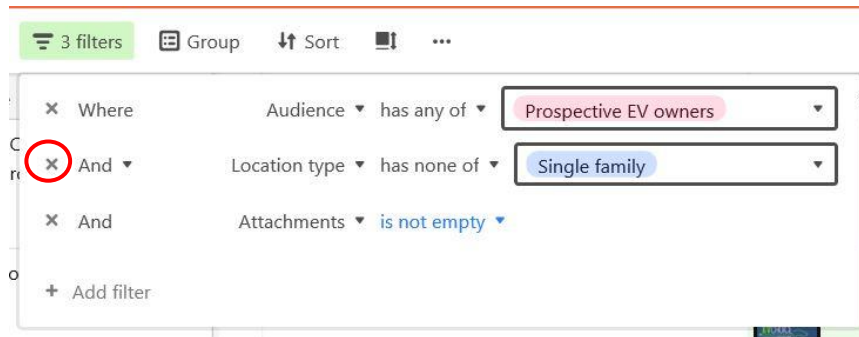 3 filters Group Sort ...
× Where Audience has any of Prospective EV owners
× And Location type has none of Single family
× And Attachments is not empty
+ Add filter